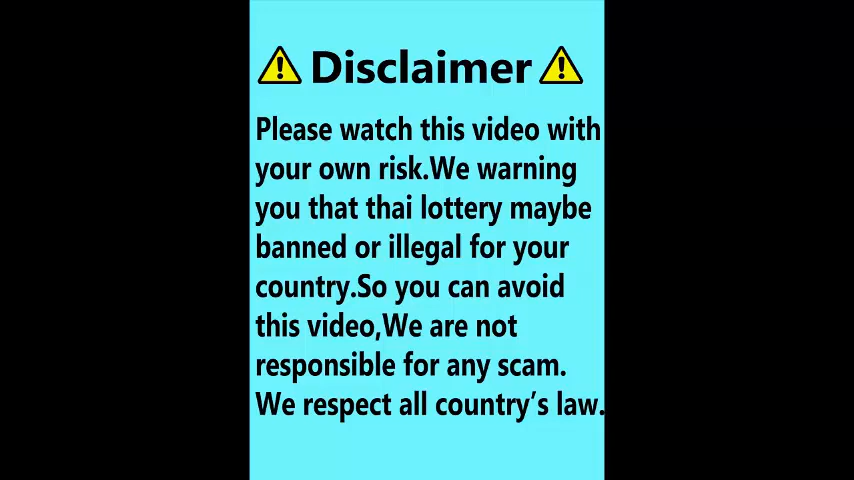 Disclaimer
Please watch this video with
your own risk.We warning
you that thai lottery maybe
banned or illegal for your
country.So you can avoid
this video,We are not
responsible for any scam.
We respect all country’s law.